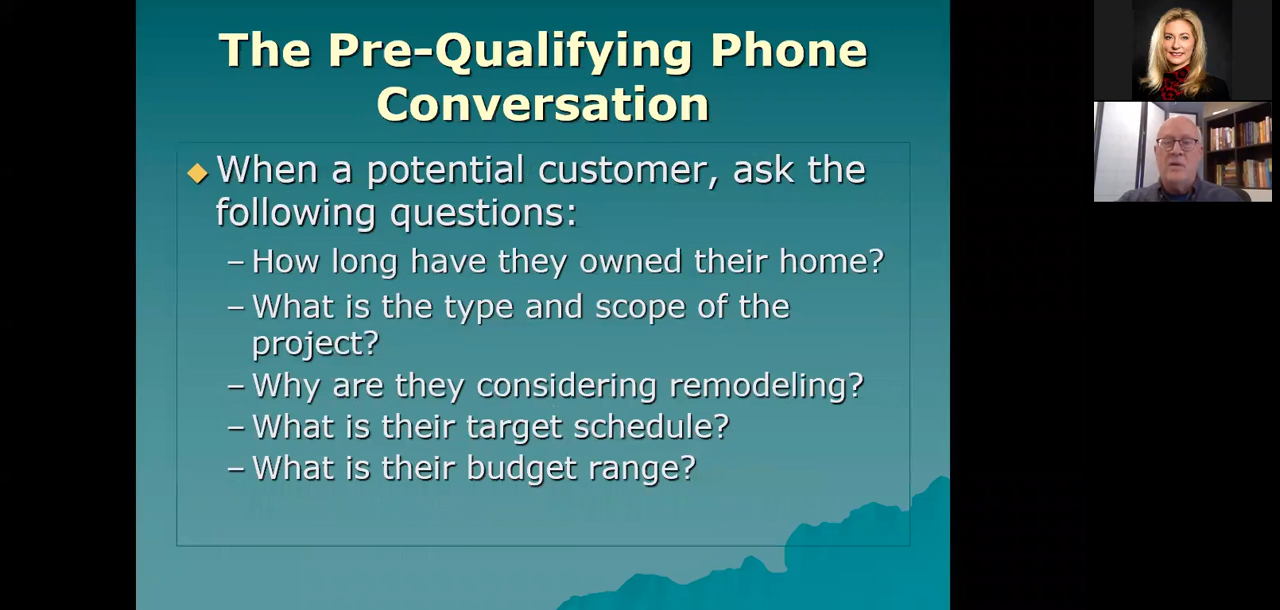 The Pre-Qualifying Phone
Conversation
When a potential customer, ask the
following questions:
– How long have they owned their home?
– What is the type and scope of the
project?
– Why are they considering remodeling?
– What is their target schedule?
– What is their budget range?